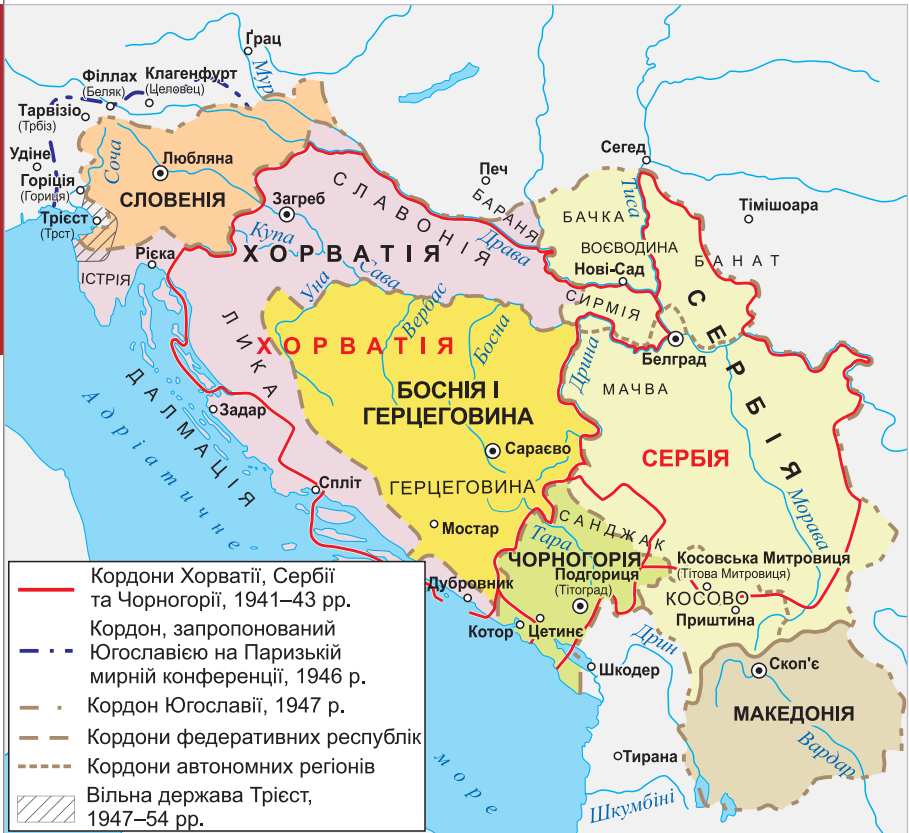 Ґрац
Мур
Філлах
(Беляк)
Клагенфурт
(Целовец)
Тарвізіо
(Трбіз)
Удіне
Соча
Любляна
Горіція
(Гориця)
СЛОВЕНІЯ
Трієст
(Трст)
Рієка
ІСТРІЯ
Загреб
Купа
СЛАВОНІЯ
ХОРВАТІЯ
Печ
БАРАНЯ
Драва
Сегед
Тиса
Тімішоара
БАЧКА
ВОЄВОДИНА
БАНАТ
Нові-Сад
СИРМІЯ
Уна
Сава
Вербас
Босна
Дрина
ЛИКА
ХОРВАТІЯ
Белград
МАЧВА
СЕРБІЯ
БОСНІЯ І
ГЕРЦЕГОВИНА
Задар
ДАЛМАЦІЯ
Адріатичне
море
Сараєво
СЕРБІЯ
Спліт
ГЕРЦЕГОВИНА
Мостар
САНДЖАК
Тара
Морава
ЧОРНОГОРІЯ
Подгориця
(Тітоград)
Косовська Митровиця
(Тітова Митровиця)
КОСОВО
Приштина
Дубровник
Котор
Цетинє
Дрин
Шкодер
Скоп'є
МАКЕДОНІЯ
Вардар
Тирана
Шкумбіні
Кордони Хорватії, Сербії
та Чорногорії, 1941–43 рр.
Кордон, запропонований
Югославією на Паризькій
мирній конференції, 1946 р.
Кордон Югославії, 1947 р.
Кордони федеративних республік
Кордони автономних регіонів
Вільна держава Трієст,
1947–54 рр.